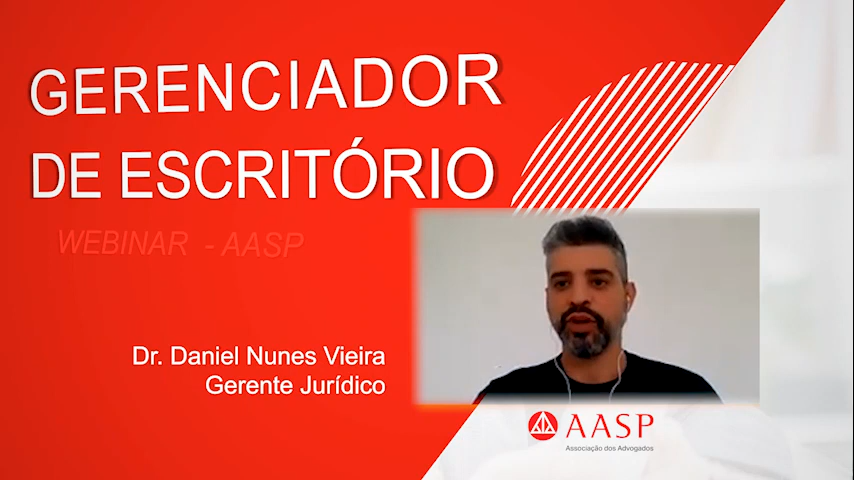 GERENCIADOR
DE ESCRITÓRIO
WEBINAR - AASP
Dr. Daniel Nunes Vieira
Gerente Jurídico
AASP
Associação dos Advogados